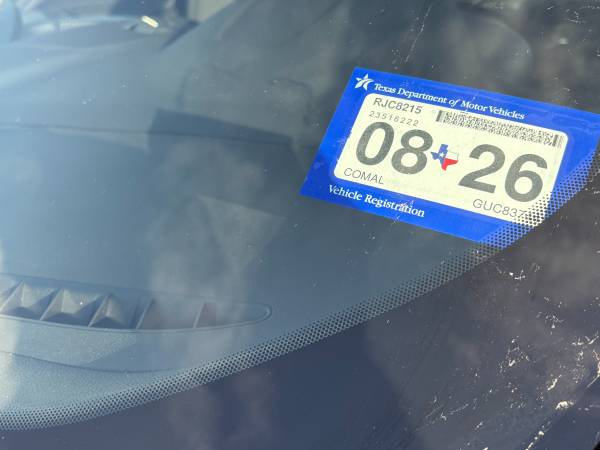 Texas Department of Motor Vehicles
RJC8215
23516222
08 26
COMAL
Vehicle Registration